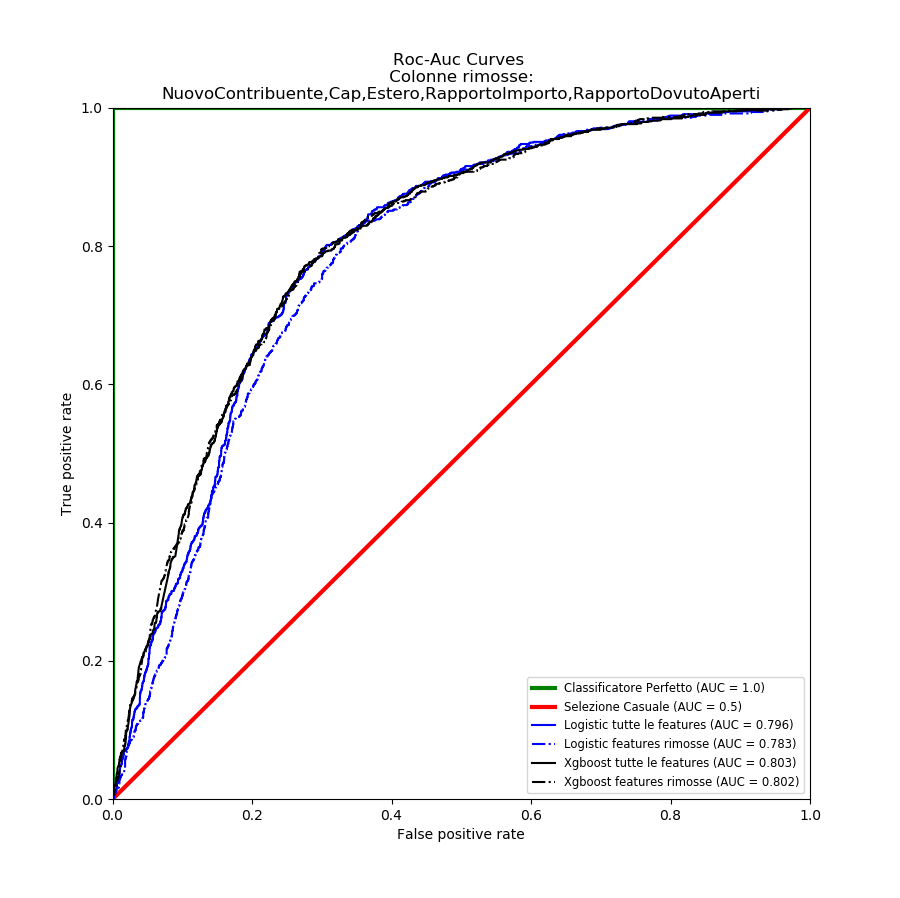 Roc-Auc Curves
Colonne rimosse:
NuovoContribuente,Cap,Estero,RapportoImporto,RapportoDovutoAperti
1.0
0.8
0.6
0.4
0.2
0.0
True positive rate
0.0 0.2 0.4 0.6 0.8 1.0
False positive rate
Classificatore Perfetto (AUC = 1.0)
Selezione Casuale (AUC = 0.5)
Logistic tutte le features (AUC = 0.796)
Logistic features rimosse (AUC = 0.783)
Xgboost tutte le features (AUC = 0.803)
Xgboost features rimosse (AUC = 0.802)